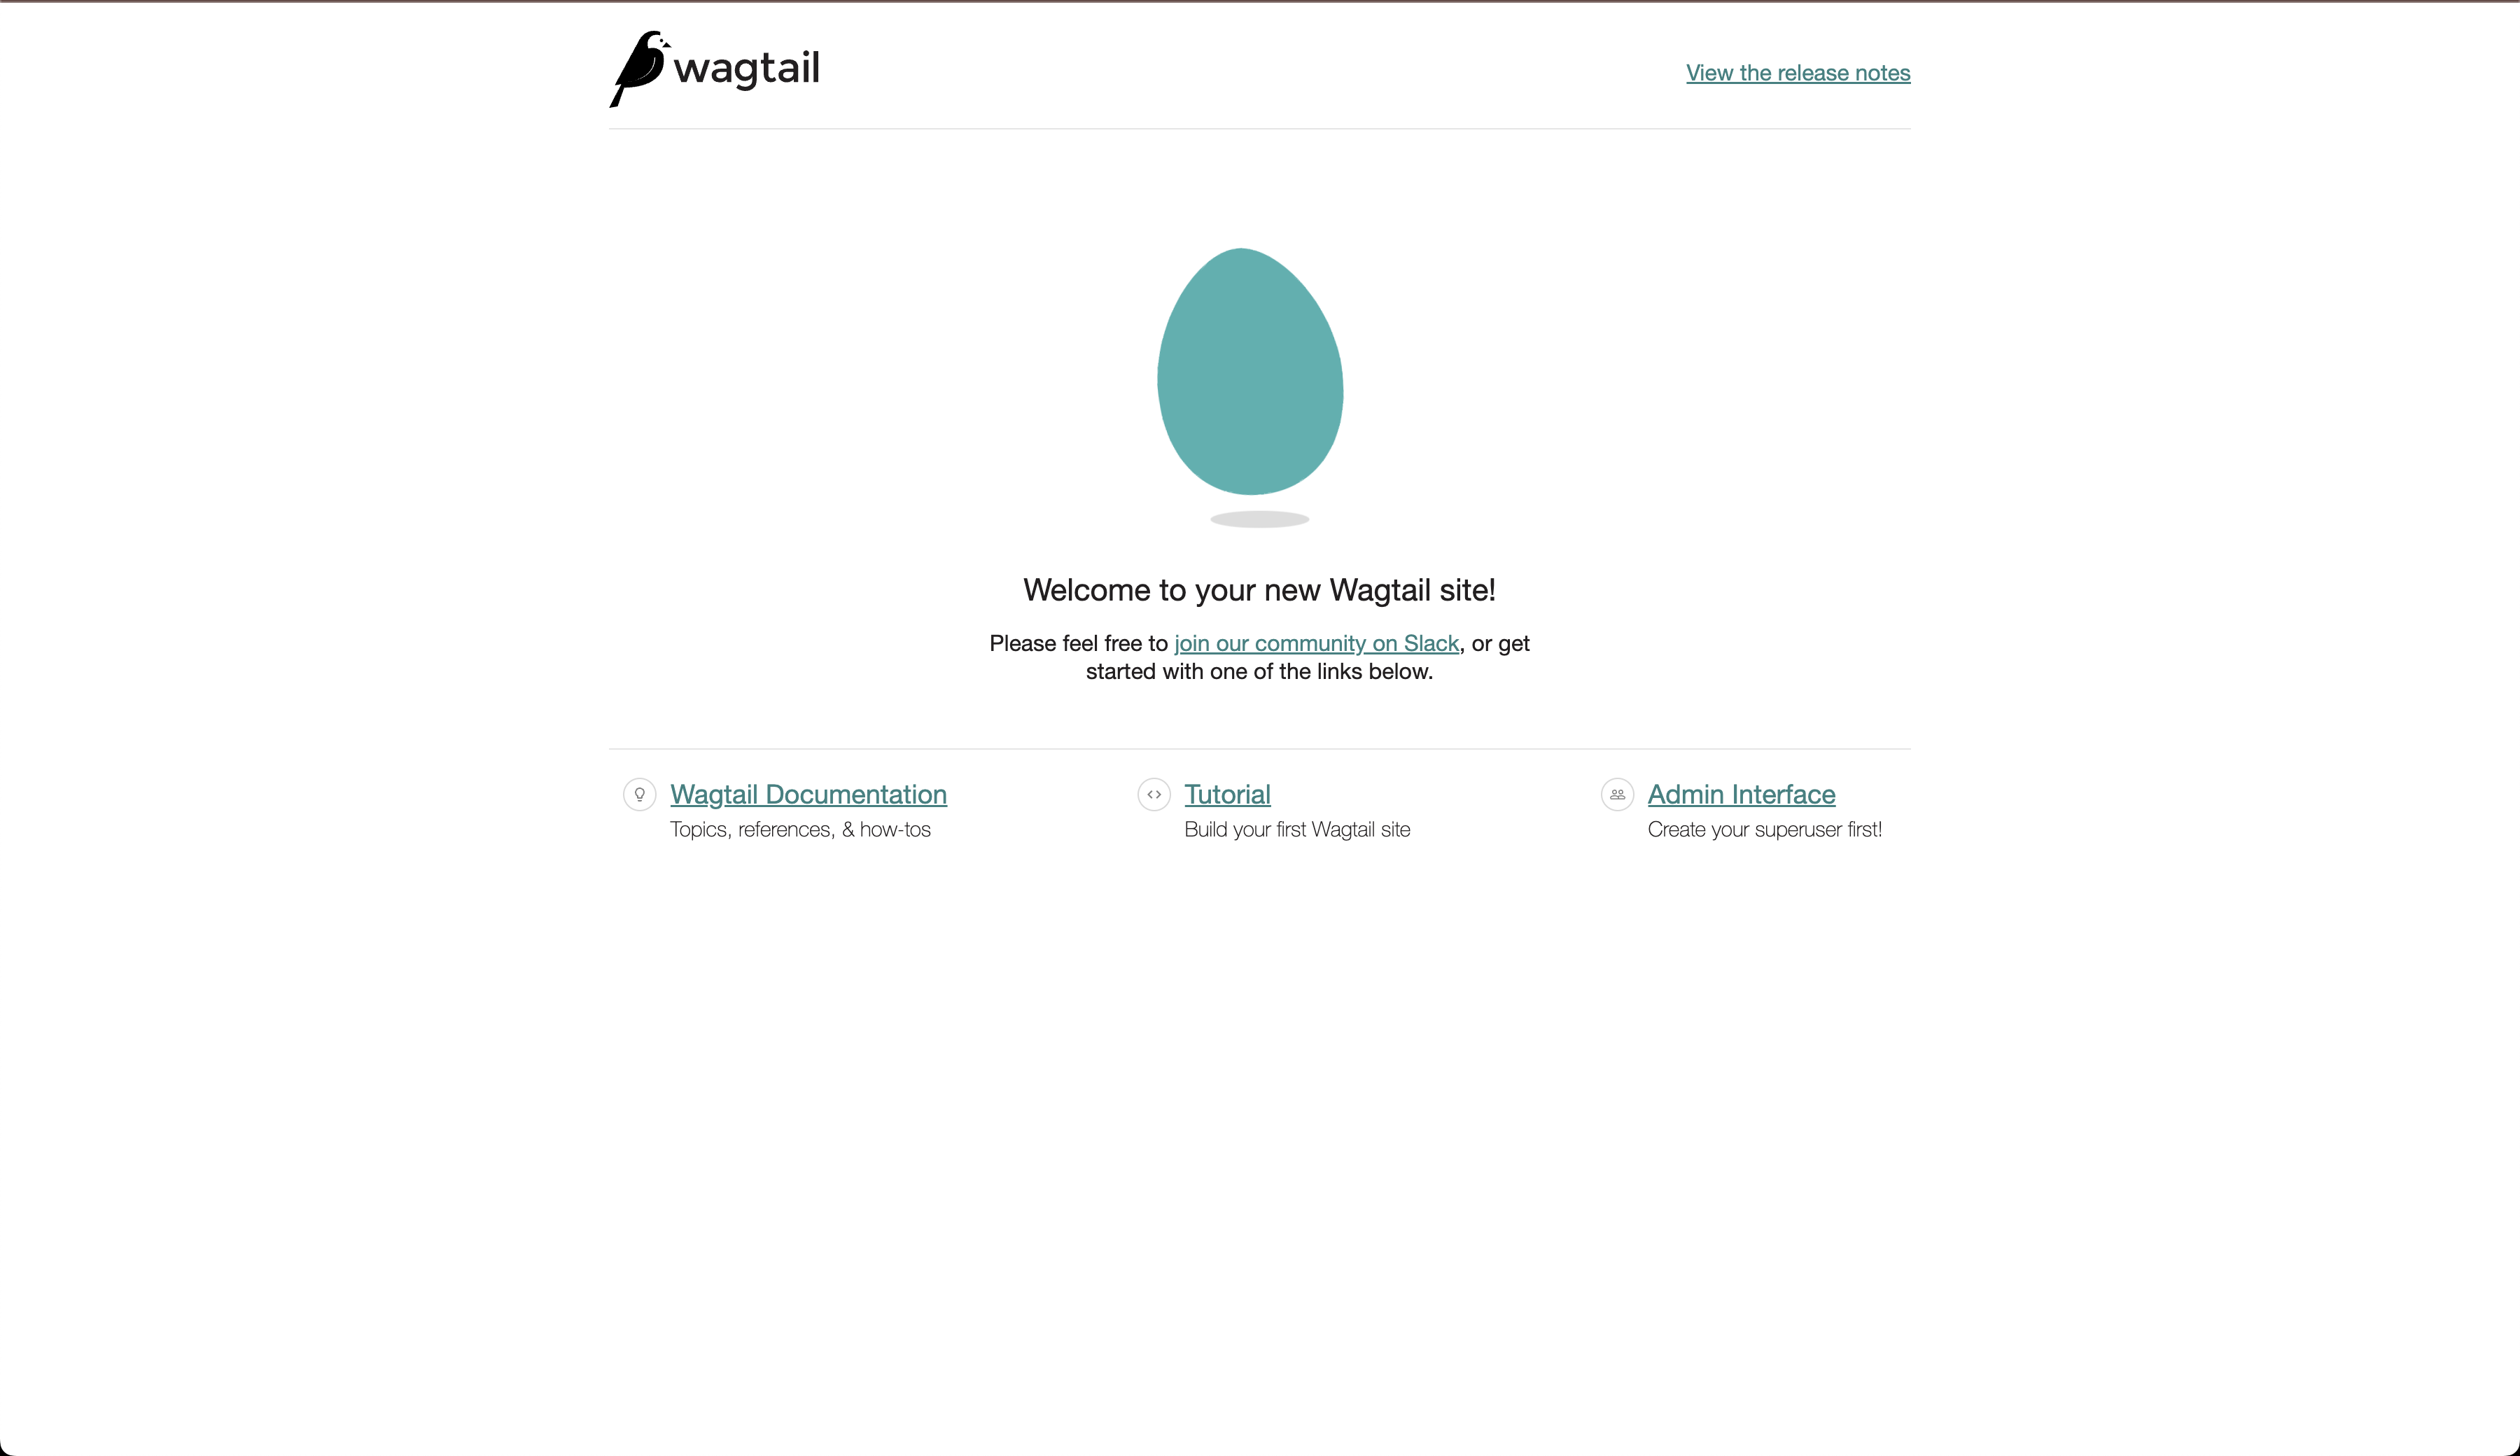 wagtail
View the release notes
Welcome to your new Wagtail site!
Please feel free to join our community on Slack, or get
started with one of the links below.
Wagtail Documentation
Topics, references, & how-tos
Tutorial
Build your first Wagtail site
Admin Interface
Create your superuser first!